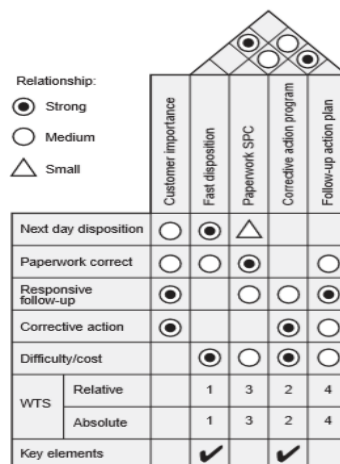 Relationship:
Strong
Medium
Small
Customer importance
Fast disposition
Paperwork SPC
Corrective action program
Follow-up action plan
Next day disposition
Paperwork correct
Responsive
follow-up
Corrective action
Difficulty/cost
WTS
Relative 1 3 2 4
Absolute 1 3 2 4
Key elements